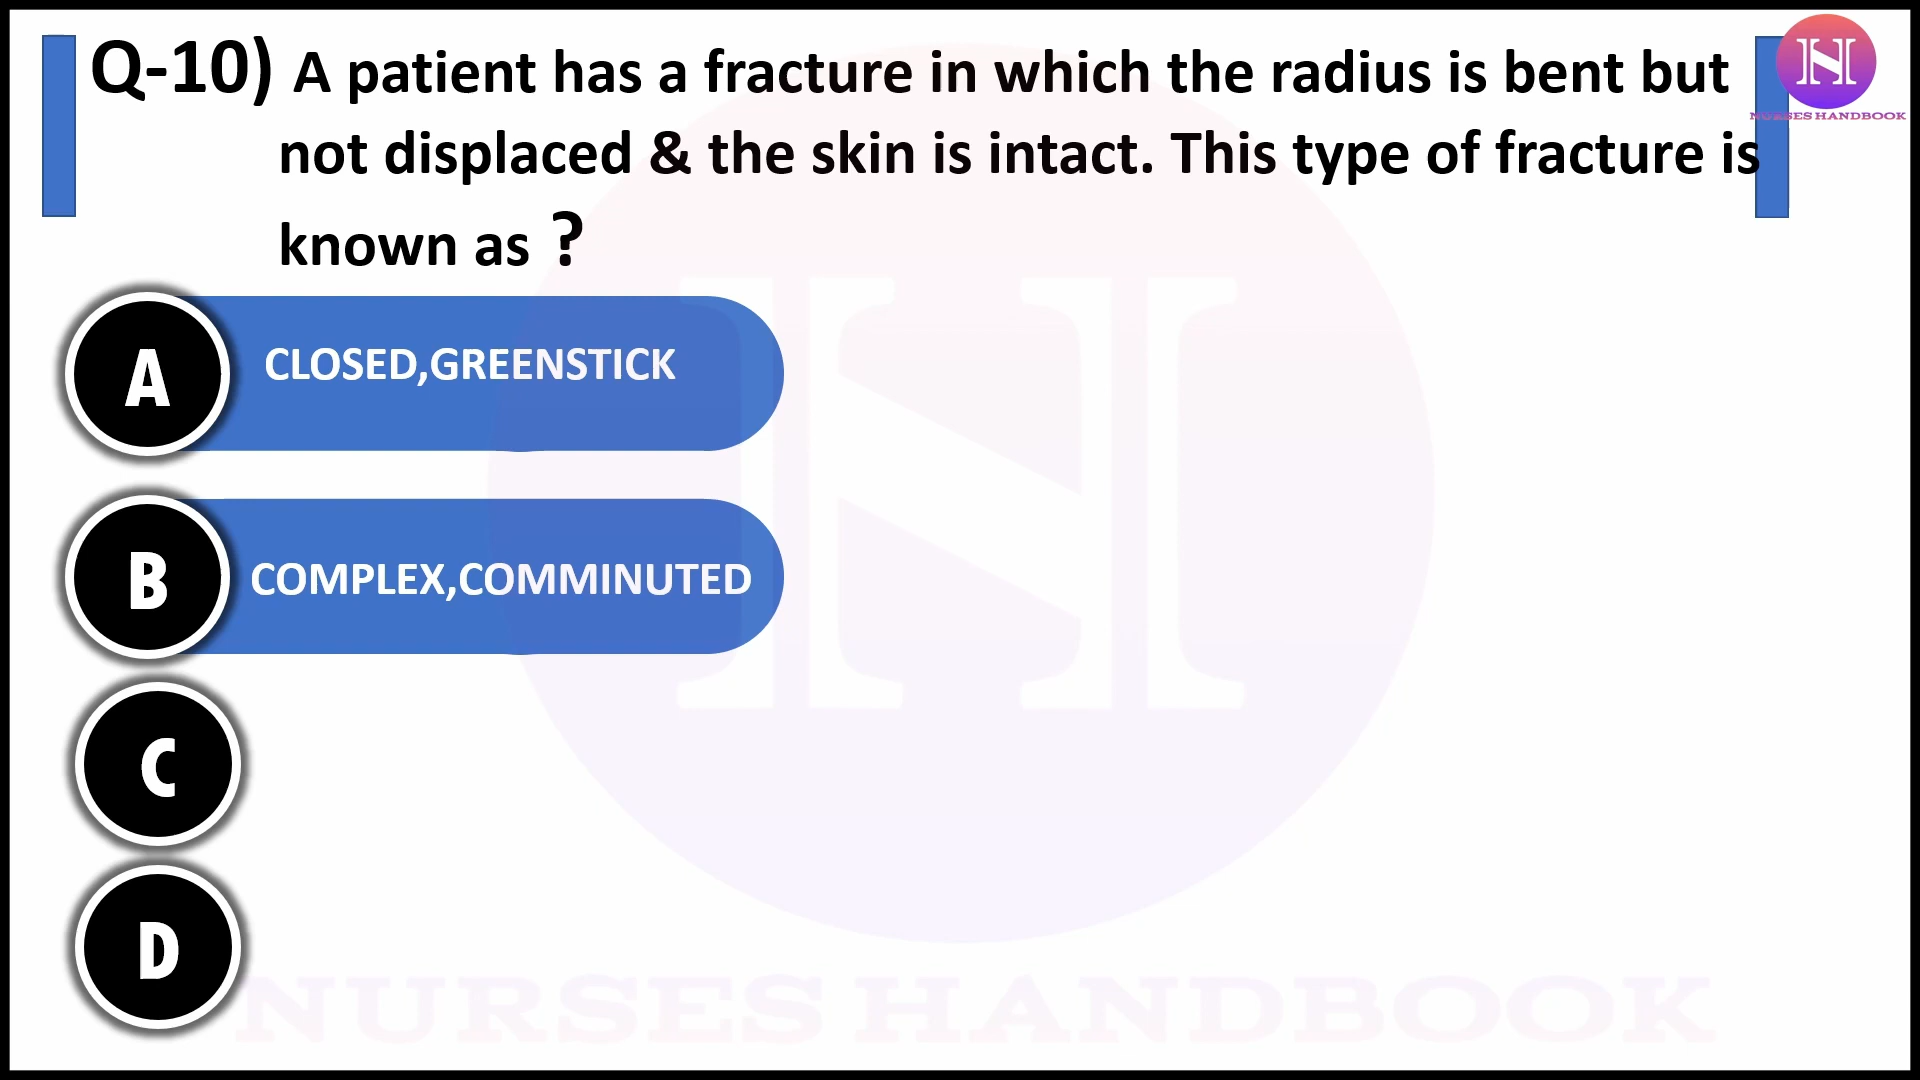 Q-10) A patient has a fracture in which the radius is bent but
not displaced & the skin is intact. This type of fracture is
known as ?
N
NURSES HANDBOOK
A CLOSED,GREENSTICK
B COMPLEX,COMMINUTED
C
D
N
NURSES HANDBOOK